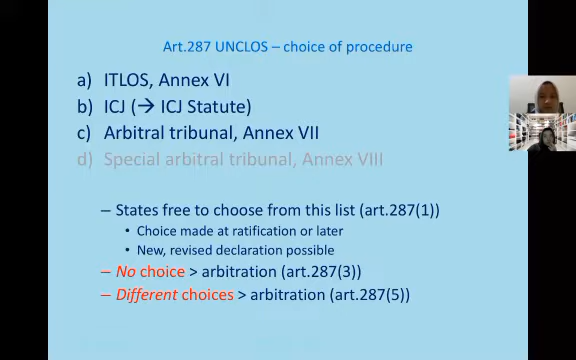 Art.287 UNCLOS – choice of procedure
a) ITLOS, Annex VI
b) ICJ (→ ICJ Statute)
c) Arbitral tribunal, Annex VII
d) Special arbitral tribunal, Annex VIII
– States free to choose from this list (art.287(1))
• Choice made at ratification or later
• New, revised declaration possible
– No choice > arbitration (art.287(3))
– Different choices > arbitration (art.287(5))